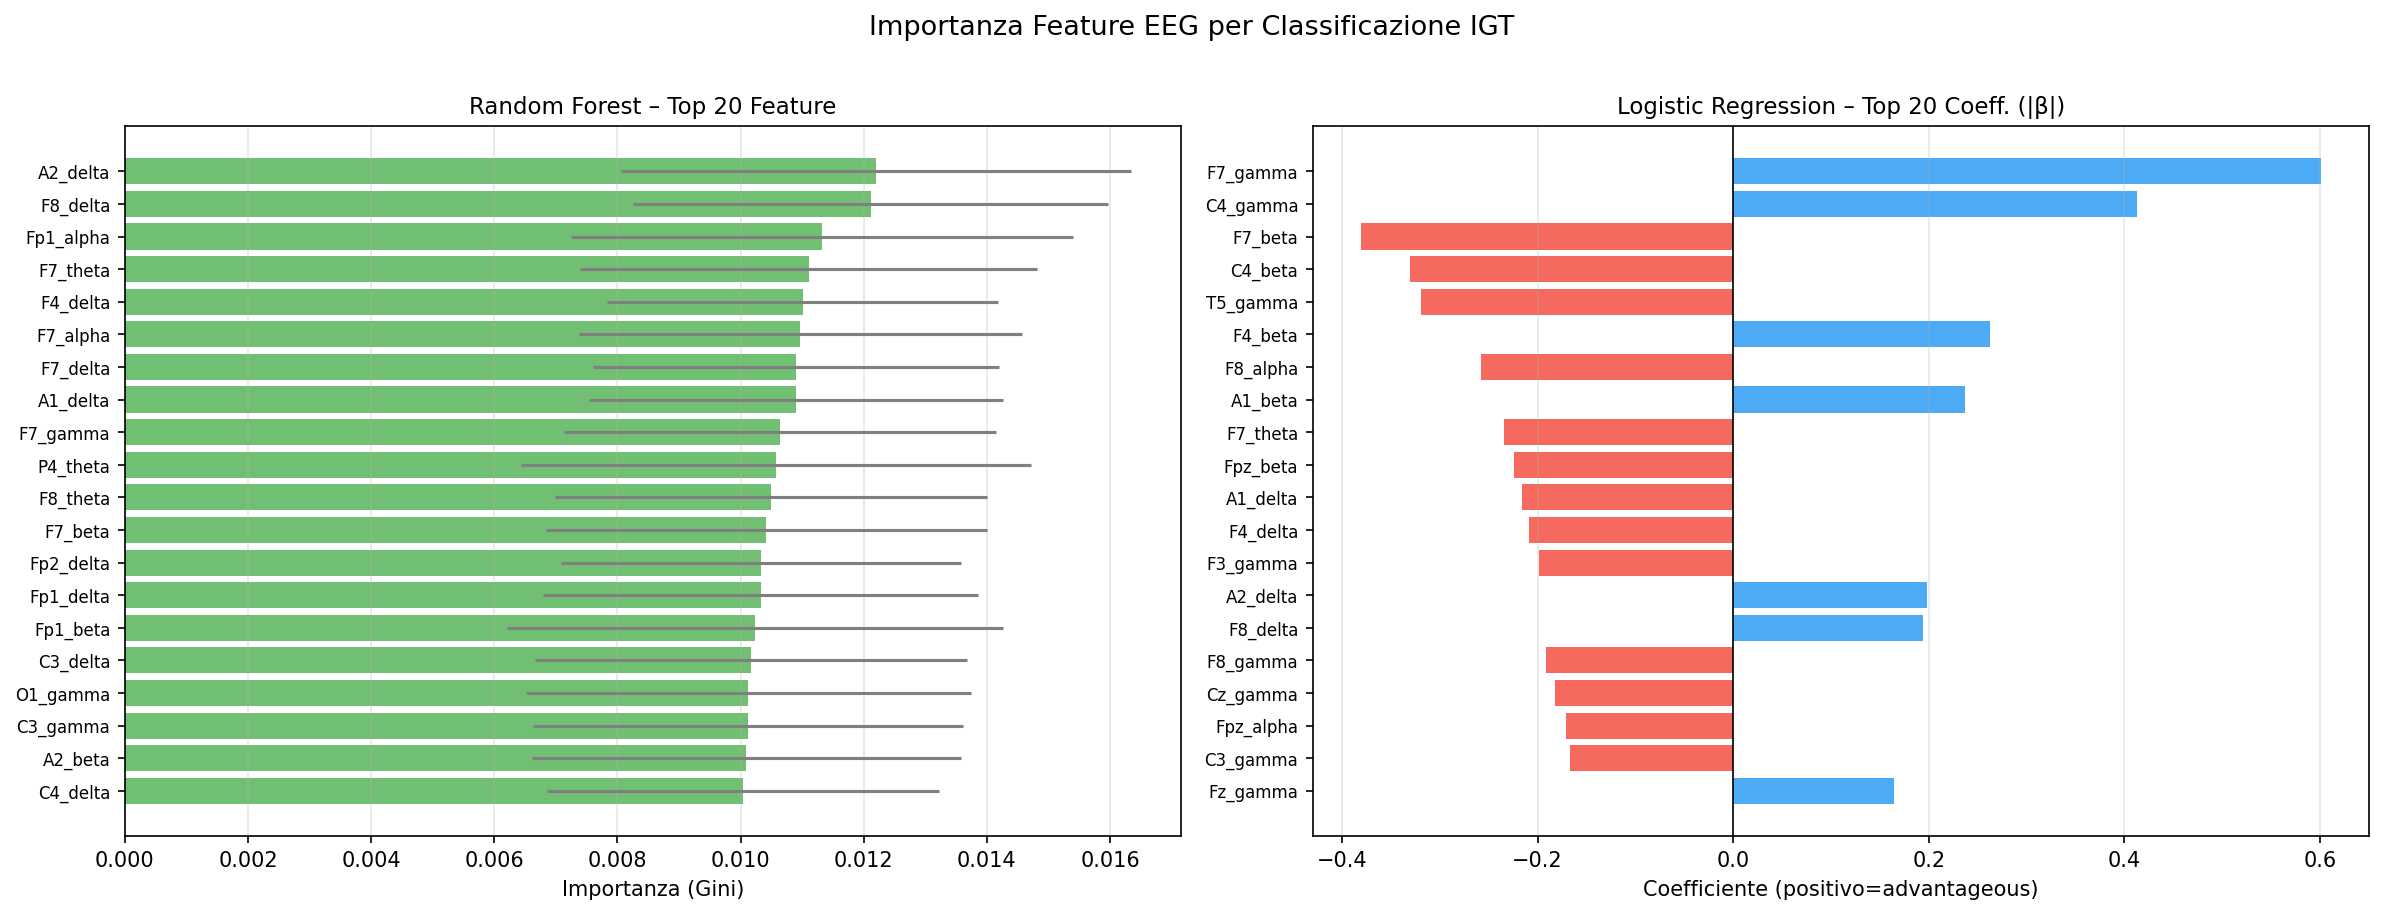 Importanza Feature EEG per Classificazione IGT
Random Forest – Top 20 Feature
A2_delta
F8_delta
Fp1_alpha
F7_theta
F4_delta
F7_alpha
F7_delta
A1_delta
F7_gamma
P4_theta
F8_theta
F7_beta
Fp2_delta
Fp1_delta
Fp1_beta
C3_delta
O1_gamma
C3_gamma
A2_beta
C4_delta
0.000 0.002 0.004 0.006 0.008 0.010 0.012 0.014 0.016
Importanza (Gini)
Logistic Regression – Top 20 Coeff. (|β|)
F7_gamma
C4_gamma
F7_beta
C4_beta
T5_gamma
F4_beta
F8_alpha
A1_beta
F7_theta
Fpz_beta
A1_delta
F4_delta
F3_gamma
A2_delta
F8_delta
F8_gamma
Cz_gamma
Fpz_alpha
C3_gamma
Fz_gamma
−0.4 −0.2 0.0 0.2 0.4 0.6
Coefficiente (positivo=advantageous)